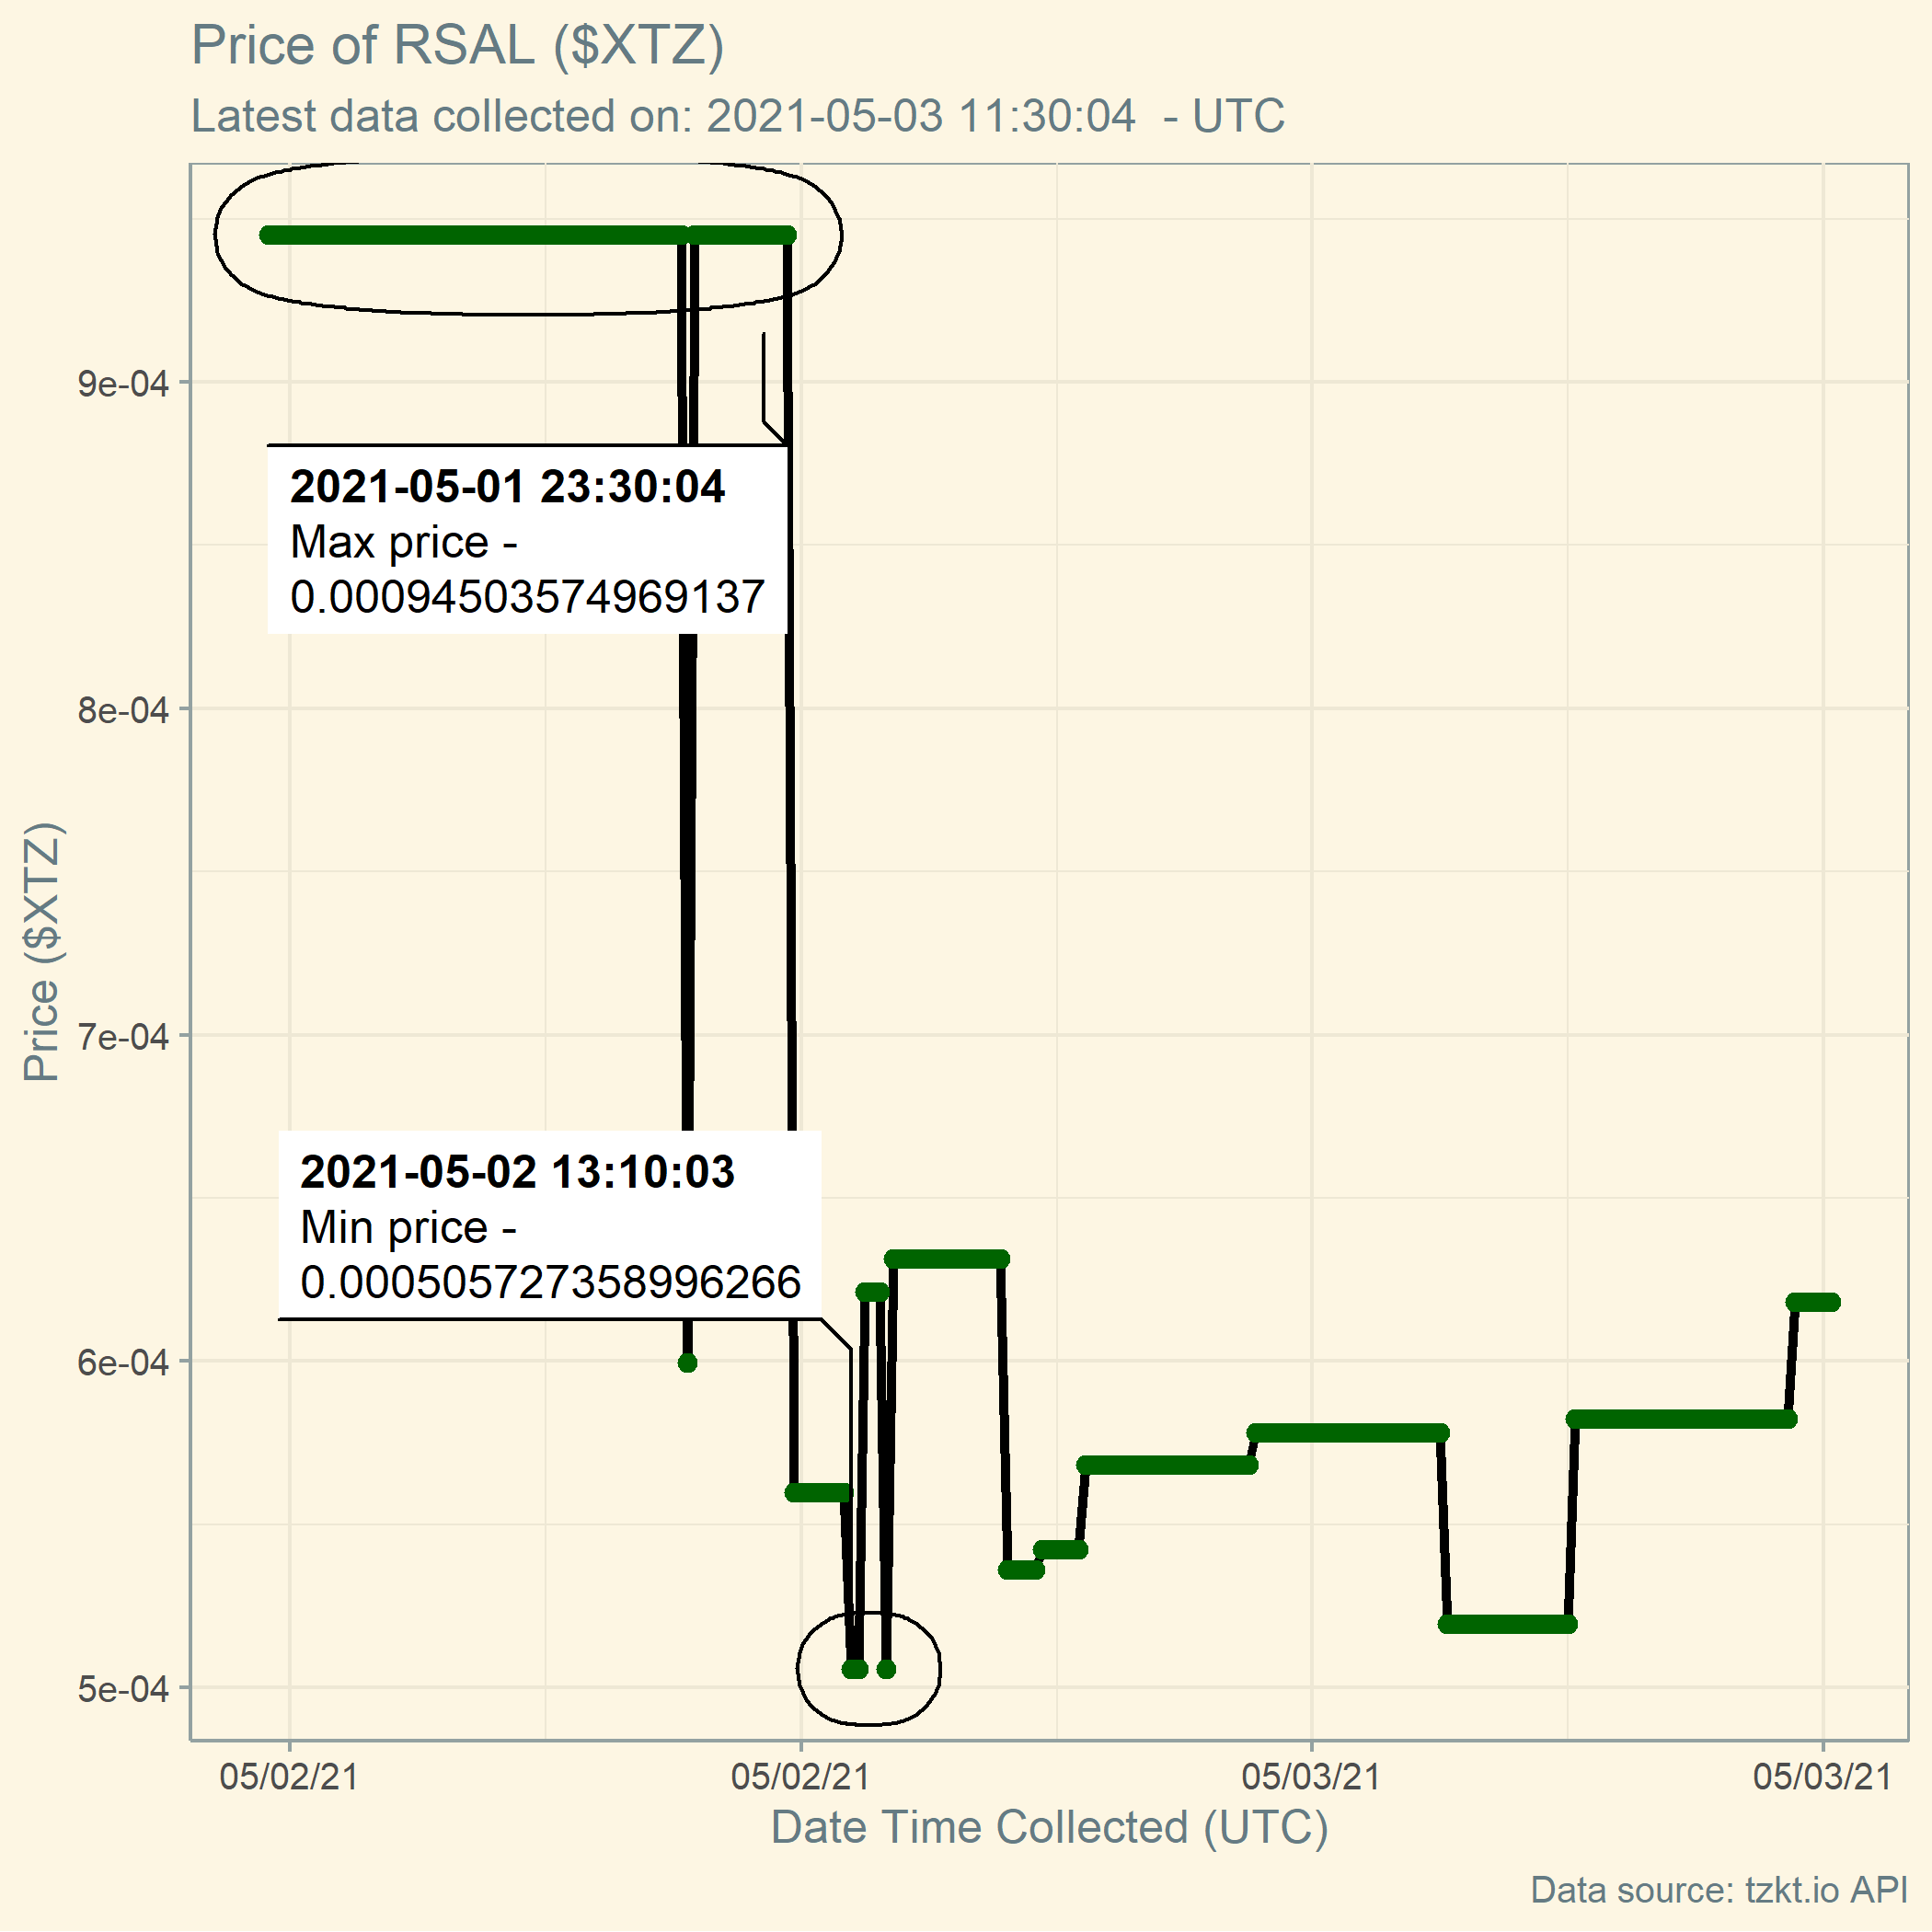 Price of RSAL ($XTZ)
Latest data collected on: 2021-05-03 11:30:04  - UTC
9e-04
2021-05-01 23:30:04
Max price -
0.00094503574969137
8e-04
Price ($XTZ)
7e-04
2021-05-02 13:10:03
Min price -
0.000505727358996266
6e-04
5e-04
05/02/21 05/02/21 05/03/21 05/03/21
Date Time Collected (UTC)
Data source: tzkt.io API